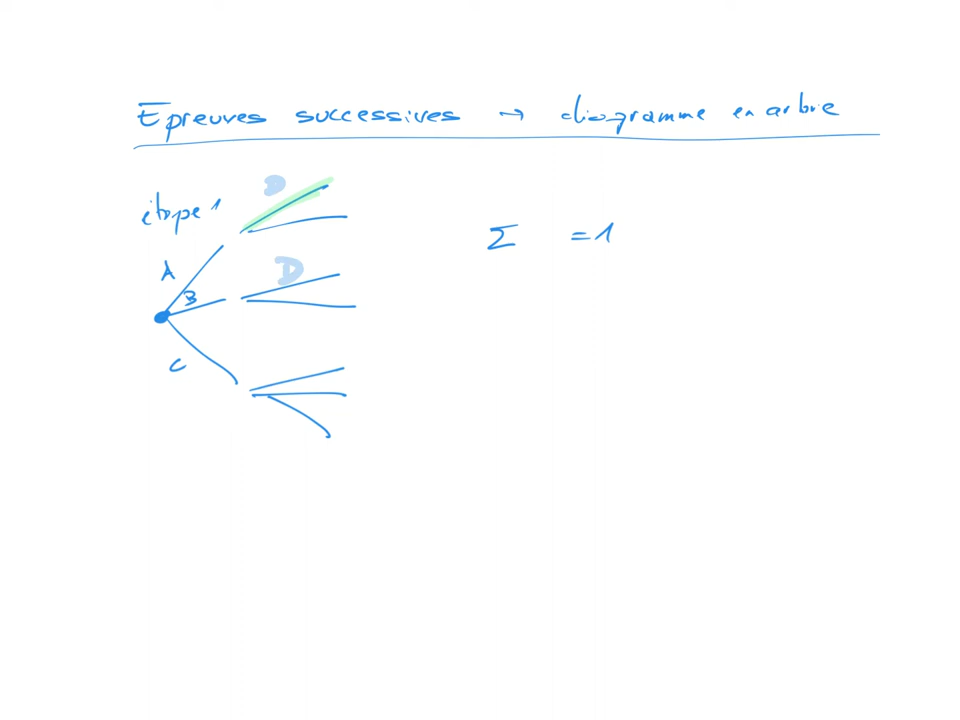 Epreuves successives → diagramme en arbre
étape 1
D
A
B
D
C
Σ = 1